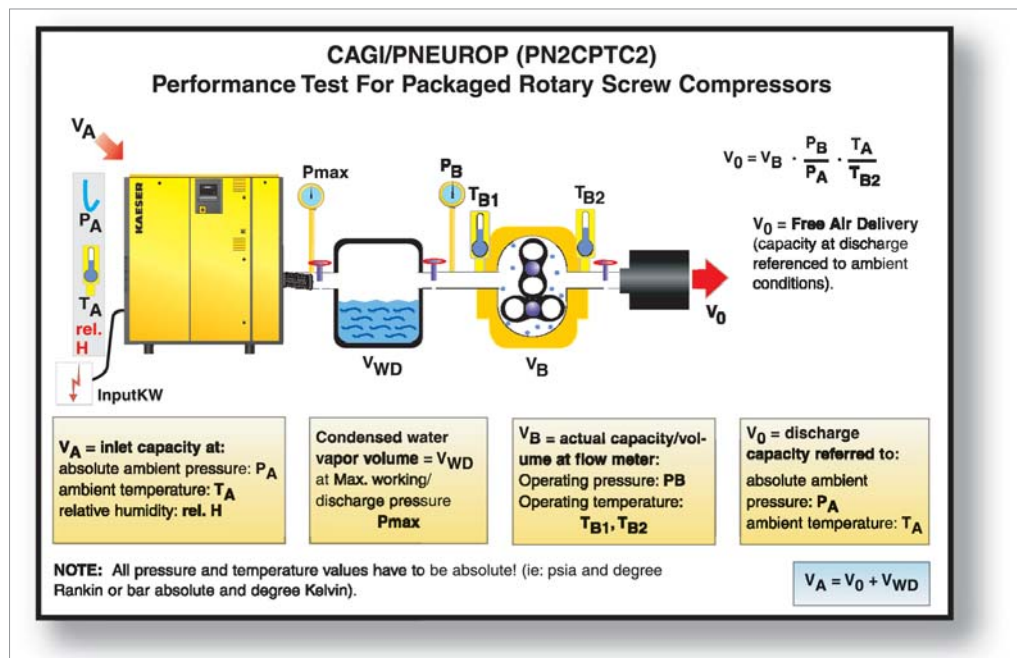 CAGI/PNEUROP (PN2CPTC2)
Performance Test For Packaged Rotary Screw Compressors
VA
PA
TA
rel.
H
InputKW
KAESER
Pmax
VWD
PB
TB1
TB2
VB
V0
V0 = VB · PB/PA · TA/TB2
V0 = Free Air Delivery
(capacity at discharge
referenced to ambient
conditions).
VA = inlet capacity at:
absolute ambient pressure: PA
ambient temperature: TA
relative humidity: rel. H
Condensed water
vapor volume = VWD
at Max. working/
discharge pressure
Pmax
VB = actual capacity/vol-
ume at flow meter:
Operating pressure: PB
Operating temperature:
TB1, TB2
V0 = discharge
capacity referred to:
absolute ambient
pressure: PA
ambient temperature: TA
NOTE: All pressure and temperature values have to be absolute! (ie: psia and degree
Rankin or bar absolute and degree Kelvin).
VA = V0 + VWD